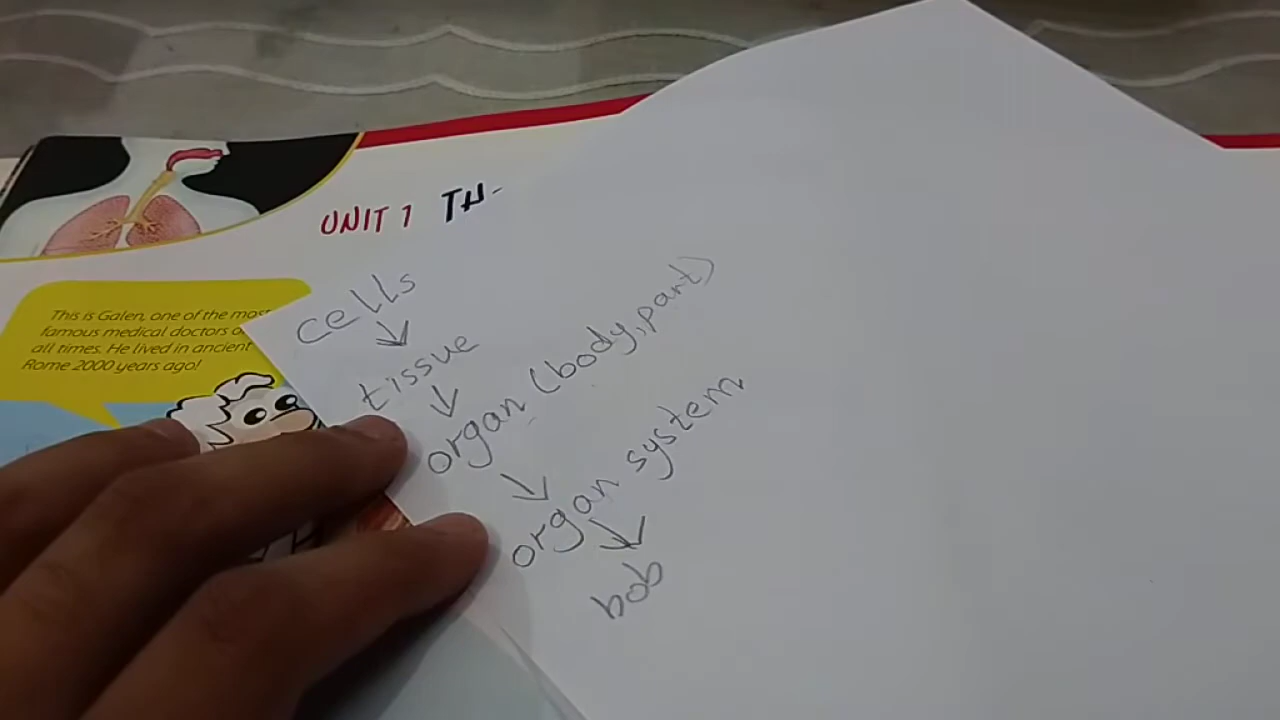 UNIT 1 TH
This is Galen, one of the most
famous medical doctors o
all times. He lived in ancient
Rome 2000 years ago!
cells
↓
tissue
↓
organ (body,part)
↓
organ system
↓
bob